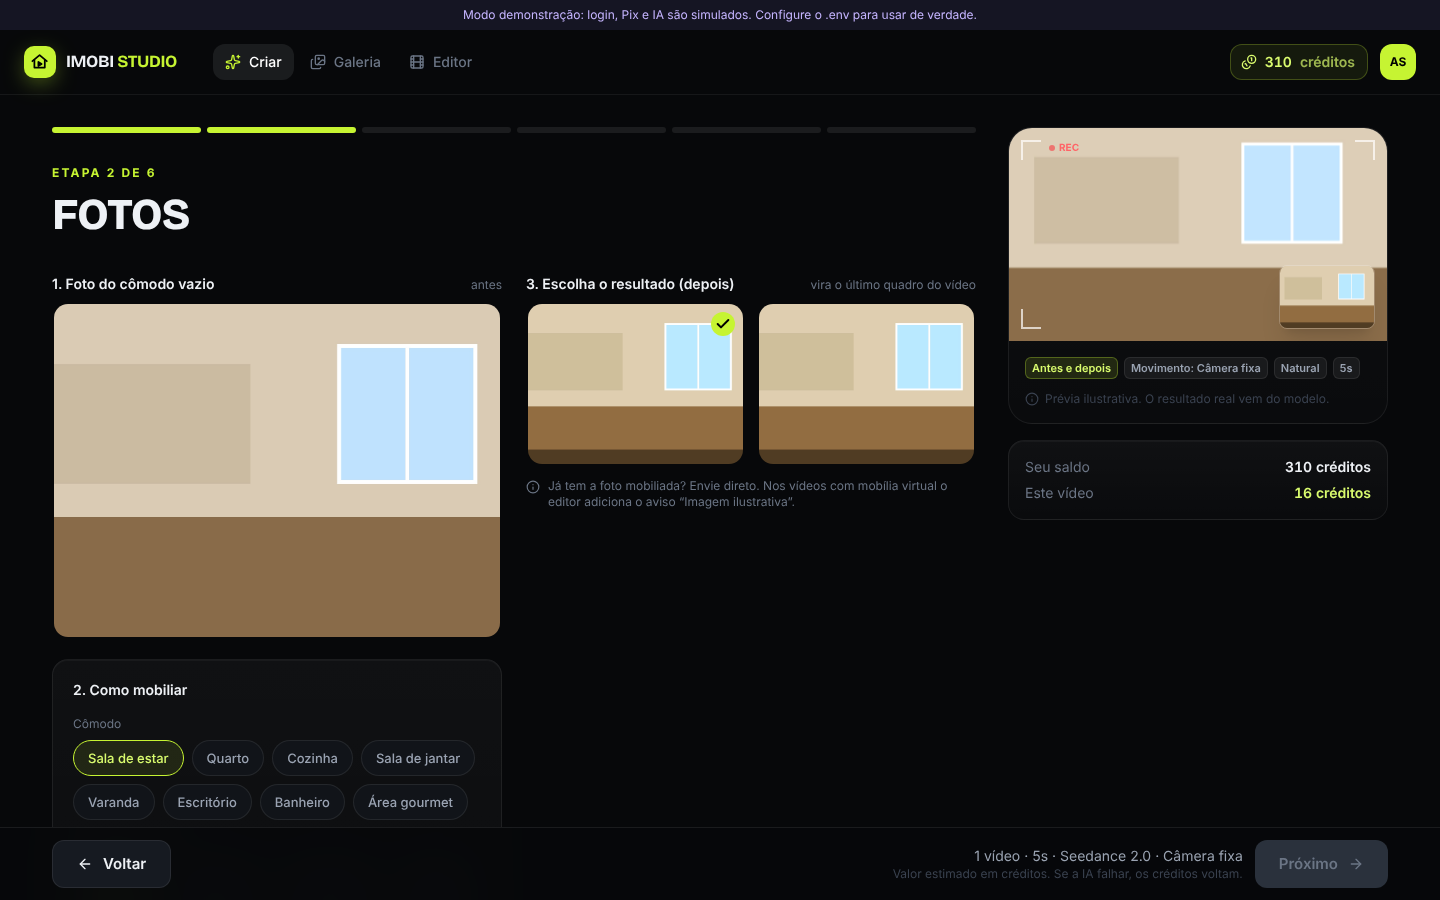 Modo demonstração: login, Pix e IA são simulados. Configure o .env para usar de verdade.
IMOBI STUDIO
Criar
Galeria
Editor
310 créditos
AS
ETAPA 2 DE 6
FOTOS
1. Foto do cômodo vazio
antes
3. Escolha o resultado (depois)
vira o último quadro do vídeo
Já tem a foto mobiliada? Envie direto. Nos vídeos com mobília virtual o
editor adiciona o aviso “Imagem ilustrativa”.
2. Como mobiliar
Cômodo
Sala de estar
Quarto
Cozinha
Sala de jantar
Varanda
Escritório
Banheiro
Área gourmet
REC
Antes e depois
Movimento: Câmera fixa
Natural
5s
Prévia ilustrativa. O resultado real vem do modelo.
Seu saldo
310 créditos
Este vídeo
16 créditos
Voltar
1 vídeo · 5s · Seedance 2.0 · Câmera fixa
Valor estimado em créditos. Se a IA falhar, os créditos voltam.
Próximo